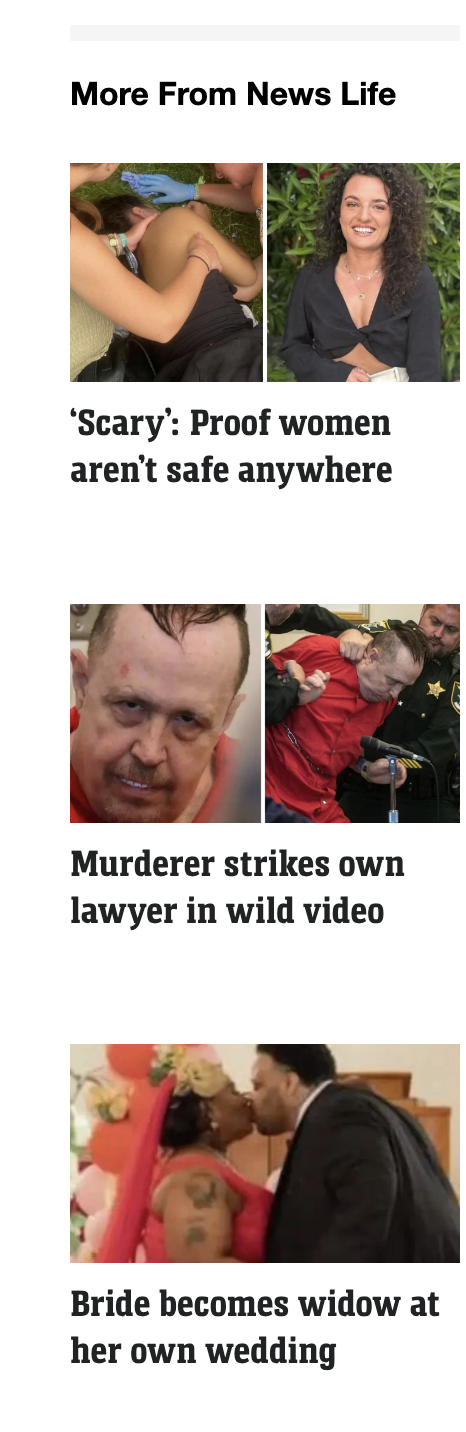 More From News Life
‘Scary’: Proof women
aren’t safe anywhere
Murderer strikes own
lawyer in wild video
Bride becomes widow at
her own wedding